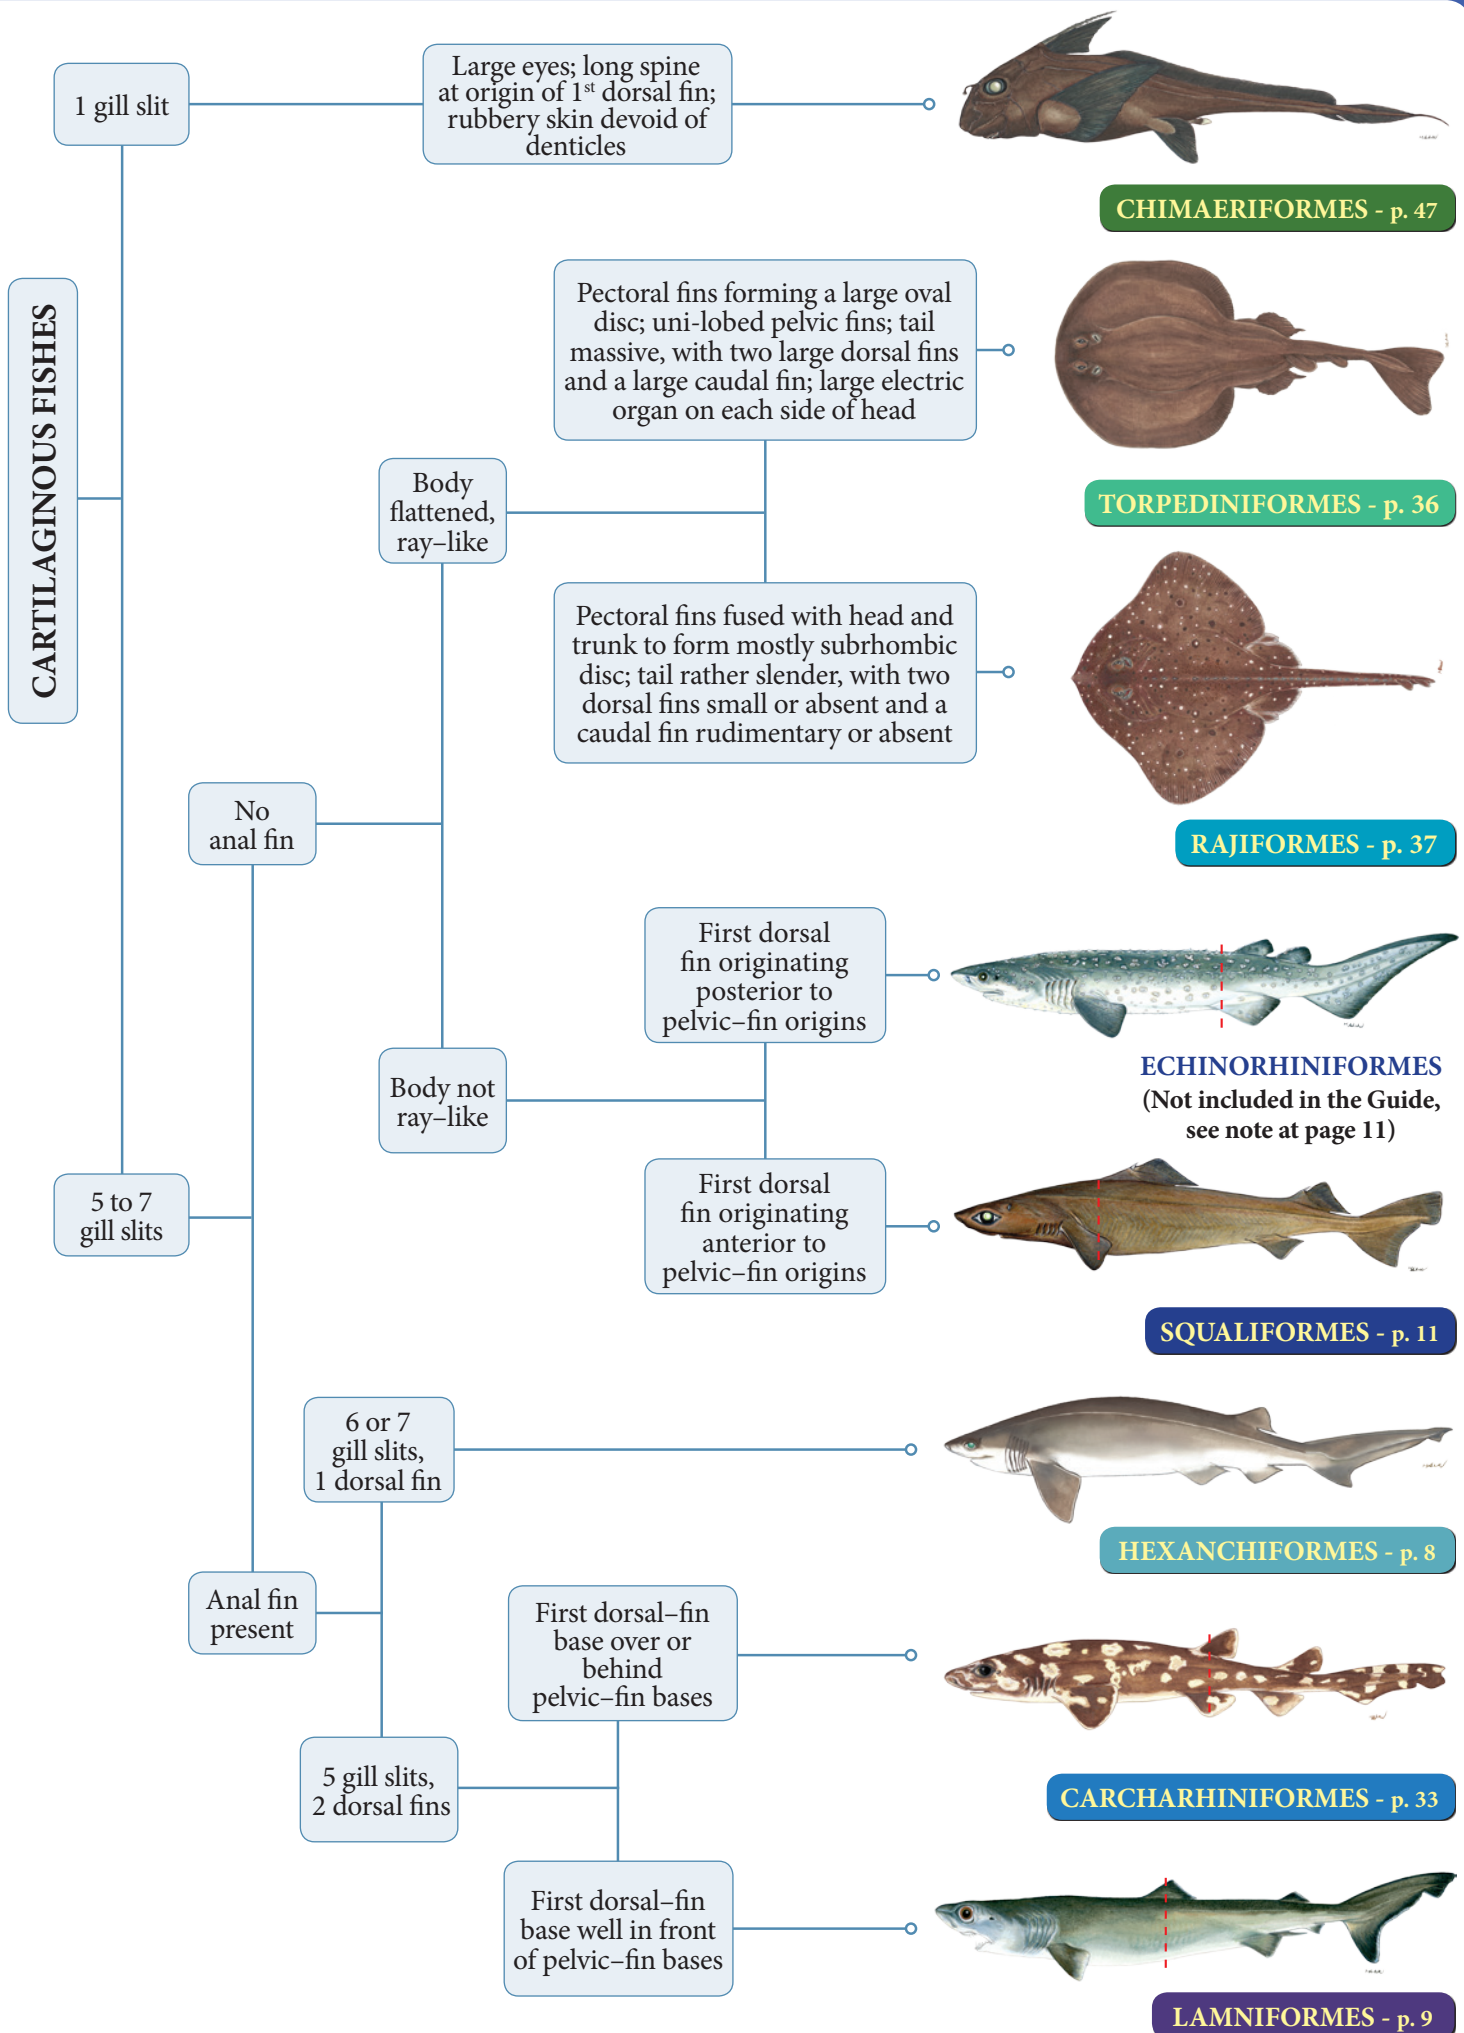 CARTILAGINOUS FISHES
1 gill slit
Large eyes; long spine
at origin of 1st dorsal fin;
rubbery skin devoid of
denticles
CHIMAERIFORMES - p. 47
5 to 7
gill slits
No
anal fin
Body
flattened,
ray–like
Pectoral fins forming a large oval
disc; uni-lobed pelvic fins; tail
massive, with two large dorsal fins
and a large caudal fin; large electric
organ on each side of head
TORPEDINIFORMES - p. 36
Pectoral fins fused with head and
trunk to form mostly subrhombic
disc; tail rather slender, with two
dorsal fins small or absent and a
caudal fin rudimentary or absent
RAJIFORMES - p. 37
Body not
ray–like
First dorsal
fin originating
posterior to
pelvic–fin origins
ECHINORHINIFORMES
(Not included in the Guide,
see note at page 11)
First dorsal
fin originating
anterior to
pelvic–fin origins
SQUALIFORMES - p. 11
Anal fin
present
6 or 7
gill slits,
1 dorsal fin
HEXANCHIFORMES - p. 8
5 gill slits,
2 dorsal fins
First dorsal–fin
base over or
behind
pelvic–fin bases
CARCHARHINIFORMES - p. 33
First dorsal–fin
base well in front
of pelvic–fin bases
LAMNIFORMES - p. 9